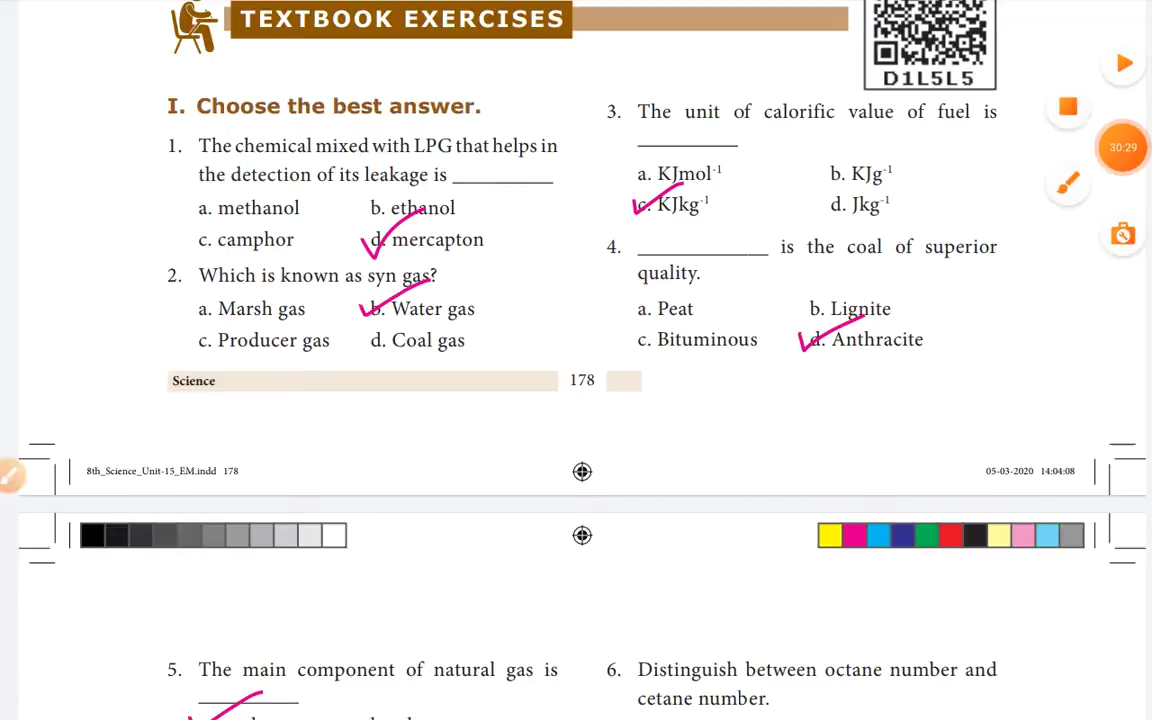 TEXTBOOK EXERCISES
D1L5L5
30:29
I. Choose the best answer.
1. The chemical mixed with LPG that helps in
the detection of its leakage is __________
a. methanol b. ethanol
c. camphor d. mercapton
2. Which is known as syn gas?
a. Marsh gas b. Water gas
c. Producer gas d. Coal gas
3. The unit of calorific value of fuel is
__________
a. KJmol⁻¹ b. KJg⁻¹
c. KJkg⁻¹ d. Jkg⁻¹
4. _____________ is the coal of superior
quality.
a. Peat b. Lignite
c. Bituminous d. Anthracite
Science 178
8th_Science_Unit-15_EM.indd 178 05-03-2020 14:04:08
5. The main component of natural gas is
__________
6. Distinguish between octane number and
cetane number.